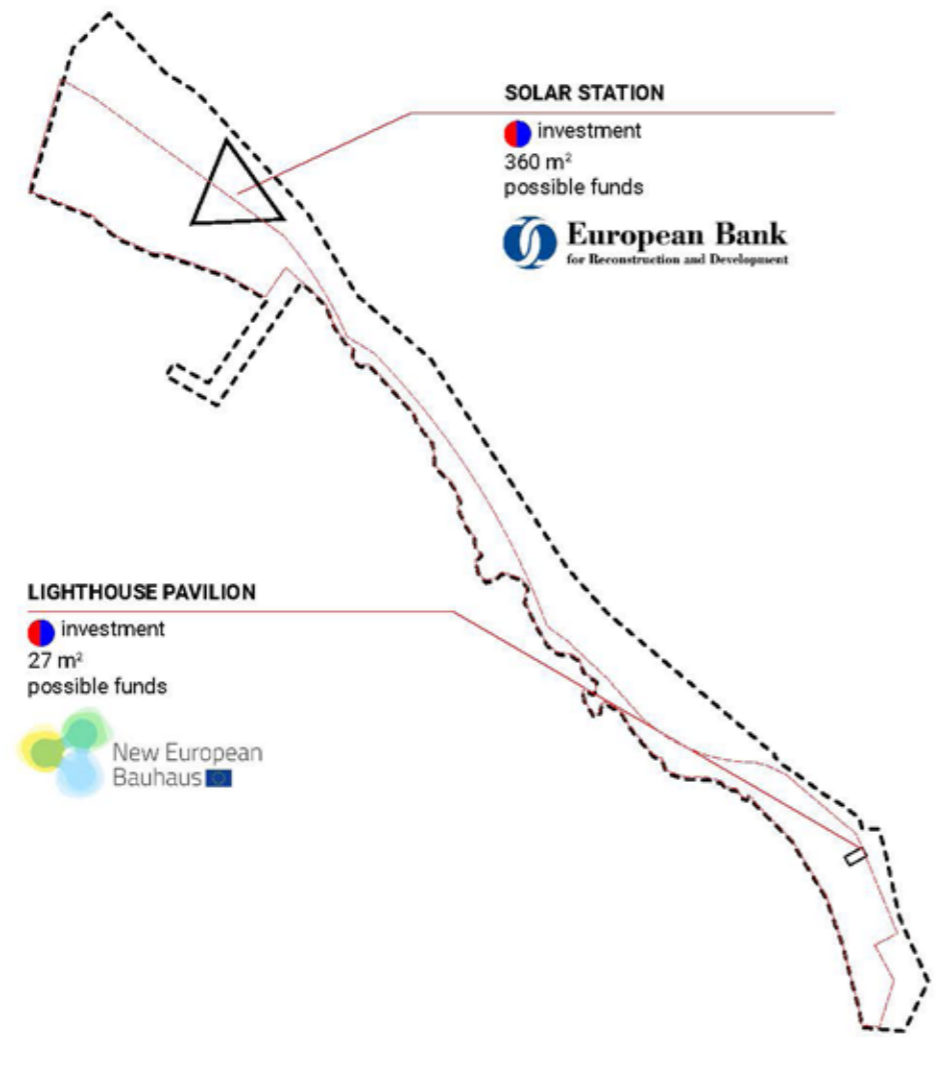 SOLAR STATION
investment
360 m²
possible funds
European Bank
for Reconstruction and Development
LIGHTHOUSE PAVILION
investment
27 m²
possible funds
New European
Bauhaus